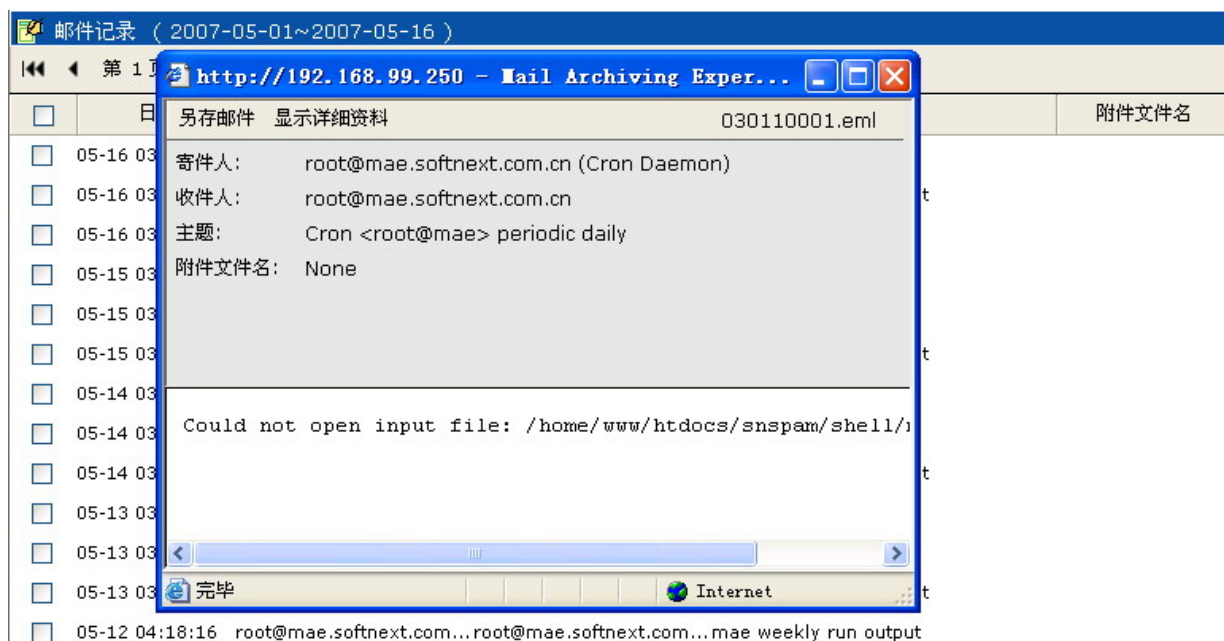 邮件记录 ( 2007-05-01~2007-05-16 )
第 1
http://192.168.99.250 - Mail Archiving Exper...
日
附件文件名
另存邮件 显示详细资料 030110001.eml
05-16 03
寄件人: root@mae.softnext.com.cn (Cron Daemon)
05-16 03
收件人: root@mae.softnext.com.cn
t
05-16 03
主题: Cron <root@mae> periodic daily
05-15 03
附件文件名: None
05-15 03
05-15 03
t
05-14 03
05-14 03
Could not open input file: /home/www/htdocs/snspam/shell/
05-14 03
t
05-13 03
05-13 03
05-13 03
t
完毕 Internet
05-12 04:18:16 root@mae.softnext.com...root@mae.softnext.com...mae weekly run output